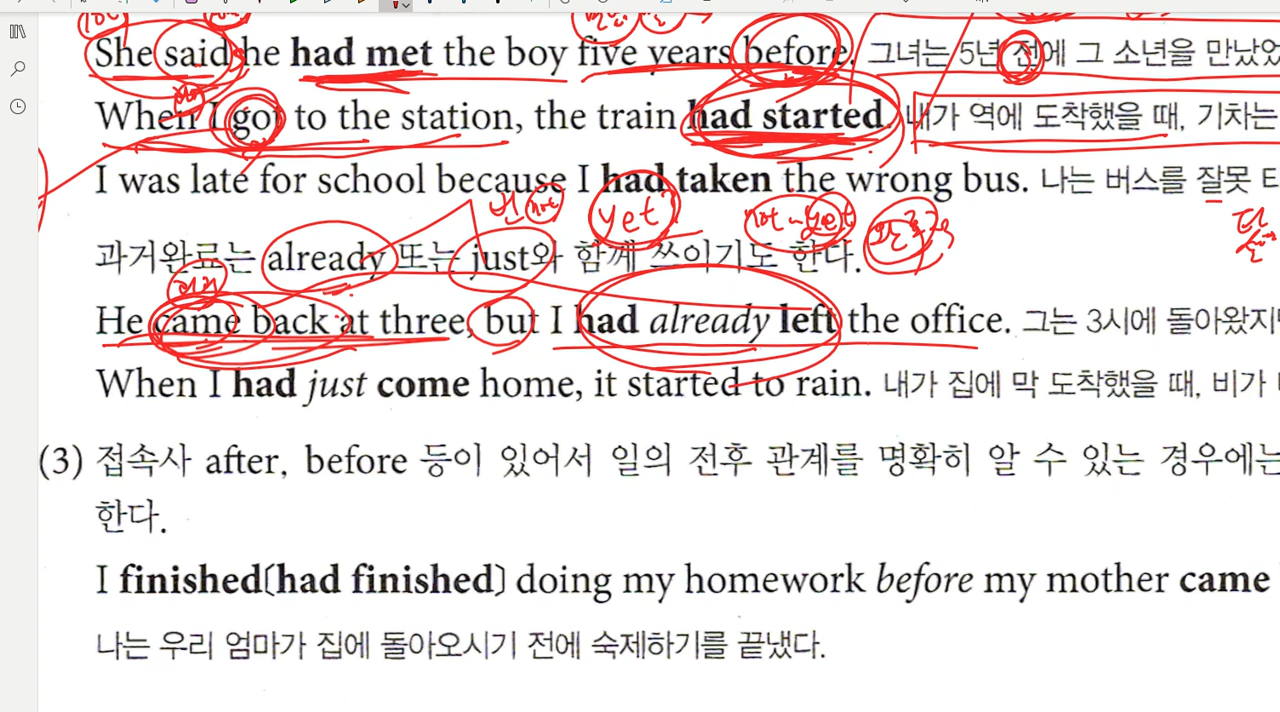 She said she had met the boy five years before. 그녀는 5년 전에 그 소년을 만났었
When I got to the station, the train had started. 내가 역에 도착했을 때, 기차는
I was late for school because I had taken the wrong bus. 나는 버스를 잘못 타
yet not~yet
과거완료는 already 또는 just와 함께 쓰이기도 한다.
He came back at three, but I had already left the office. 그는 3시에 돌아왔지만
When I had just come home, it started to rain. 내가 집에 막 도착했을 때, 비가
(3) 접속사 after, before 등이 있어서 일의 전후 관계를 명확히 알 수 있는 경우에는
한다.
I finished[had finished] doing my homework before my mother came
나는 우리 엄마가 집에 돌아오시기 전에 숙제하기를 끝냈다.